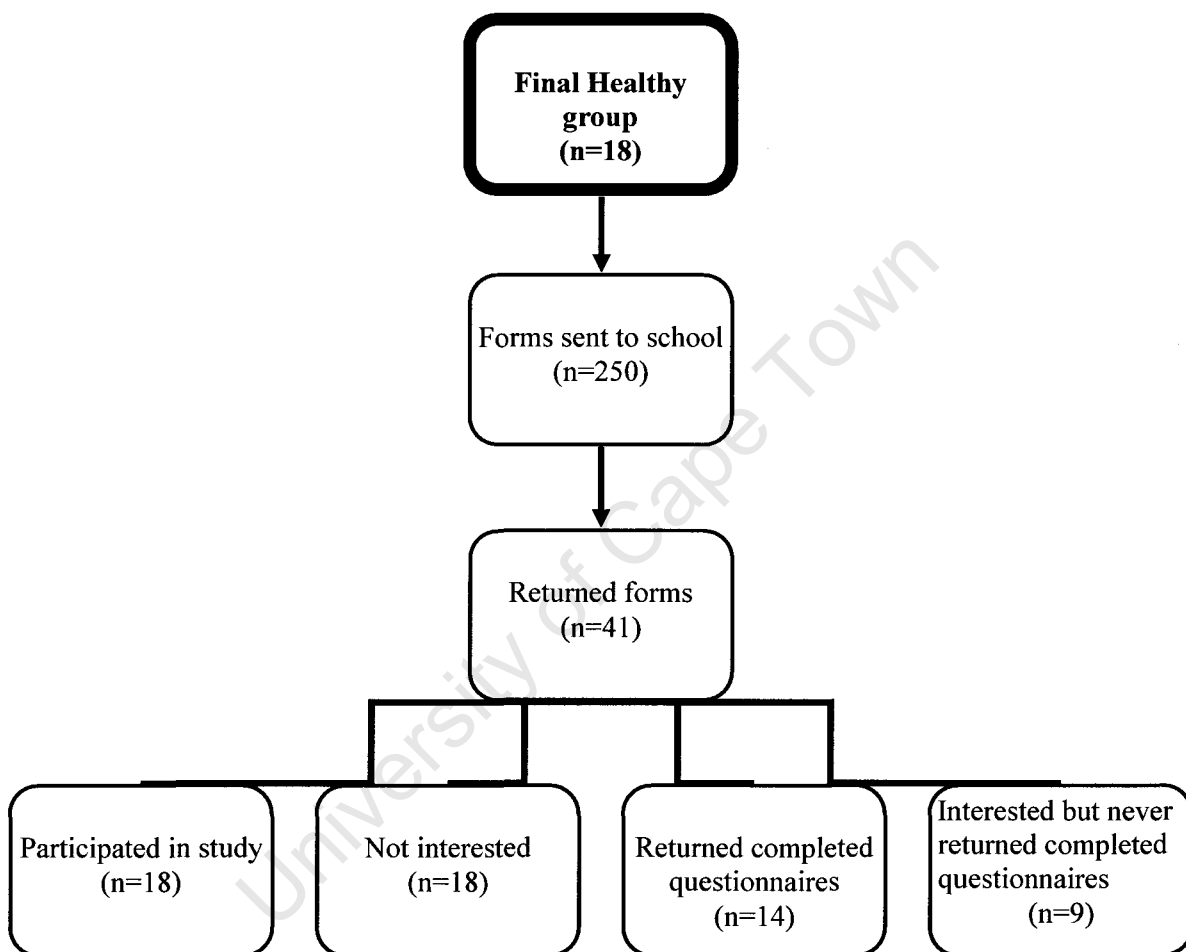 Final Healthy
group
(n=18)
Forms sent to school
(n=250)
Returned forms
(n=41)
Participated in study
(n=18)
Not interested
(n=18)
Returned completed
questionnaires
(n=14)
Interested but never
returned completed
questionnaires
(n=9)
University of Cape Town